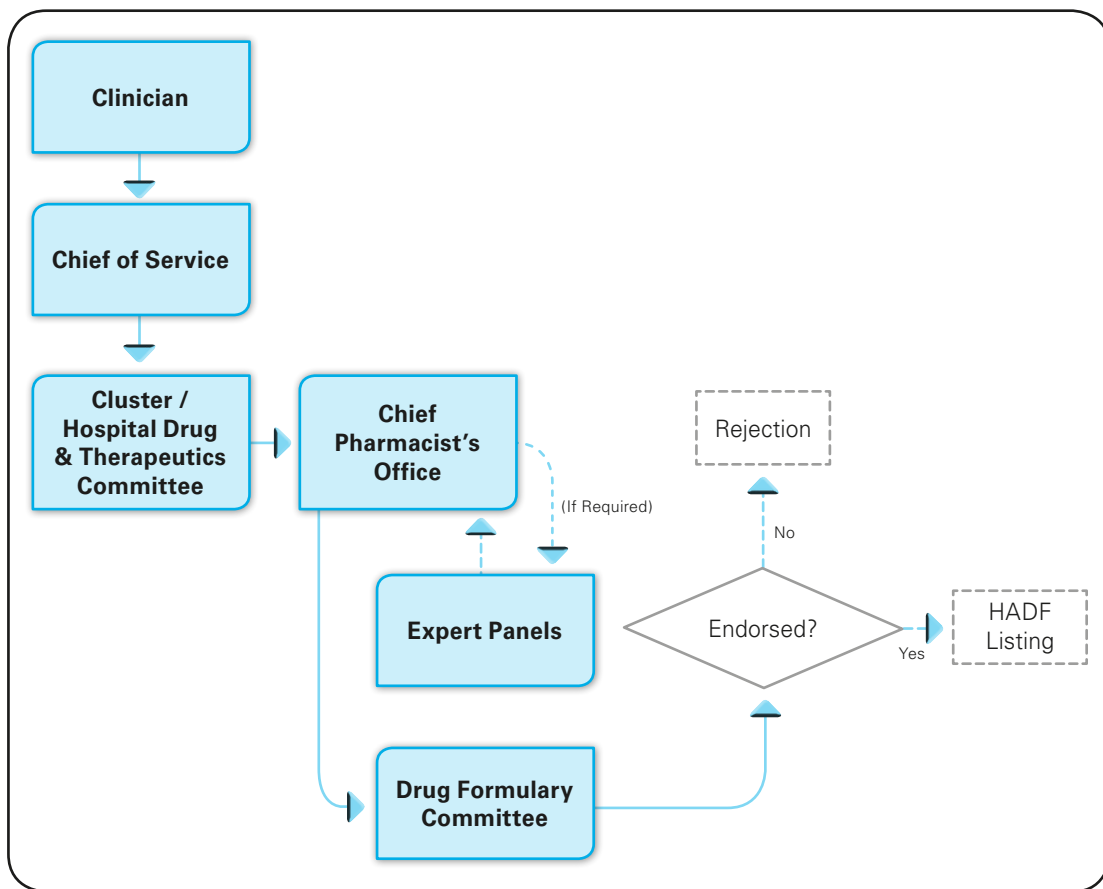 Clinician
Chief of Service
Cluster /
Hospital Drug
& Therapeutics
Committee
Chief
Pharmacist’s
Office
(If Required)
Expert Panels
Drug Formulary
Committee
Endorsed?
No
Rejection
Yes
HADF
Listing